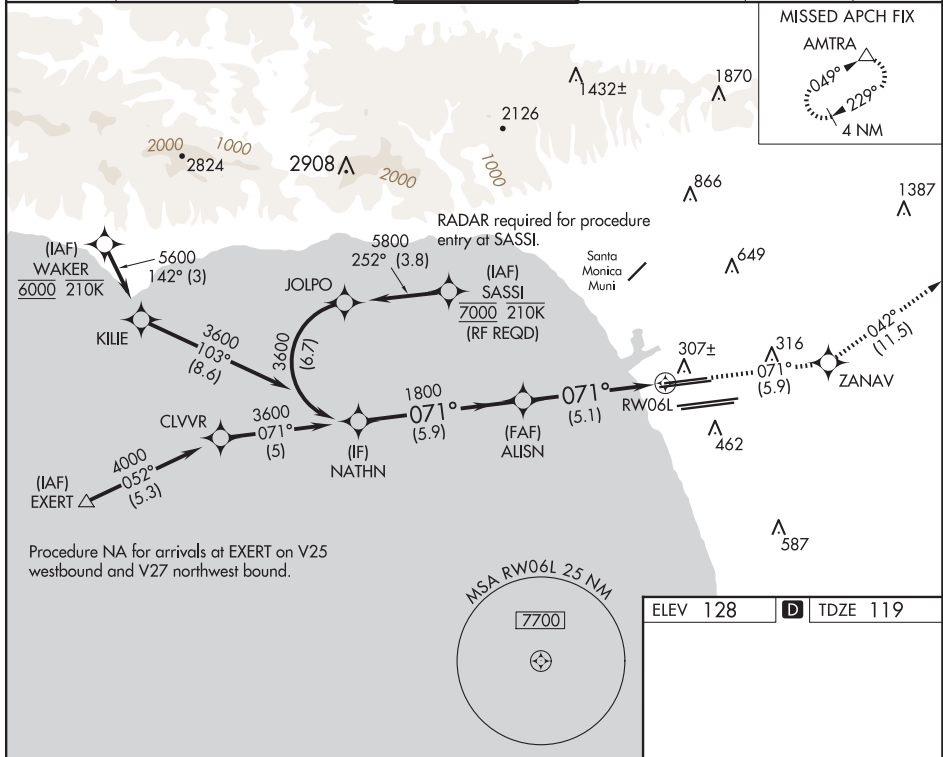 MISSED APCH FIX
AMTRA
049°
229°
4 NM
1432±
1870
2126
2000
1000
2824
2908
2000
1000
866
1387
RADAR required for procedure
entry at SASSI.
(IAF)
WAKER
6000 210K
5600
142° (3)
5800
252° (3.8)
JOLPO
(IAF)
SASSI
7000 210K
(RF REQD)
Santa
Monica
Muni
649
KILIE
3600
103°
(8.6)
3600
(6.7)
042°
(11.5)
307±
316
071°
(5.9)
ZANAV
RW06L
CLVVR
3600
071°
(5)
1800
071°
(5.9)
071°
(5.1)
(IF)
NATHN
(FAF)
ALISN
462
4000
052°
(5.3)
(IAF)
EXERT
587
Procedure NA for arrivals at EXERT on V25
westbound and V27 northwest bound.
MSA RW06L 25 NM
7700
ELEV 128 D TDZE 119